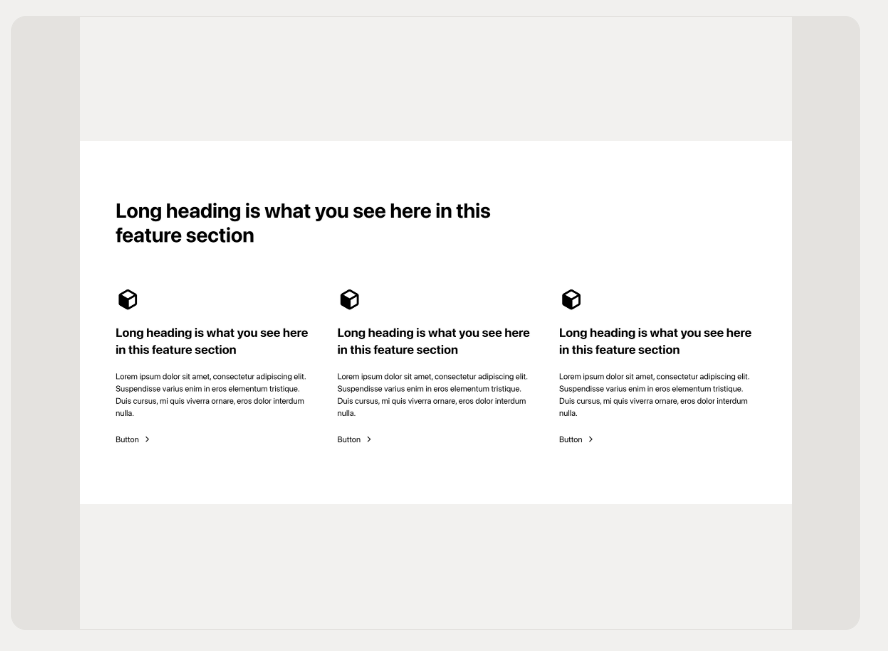 Long heading is what you see here in this
feature section
Long heading is what you see here
in this feature section
Lorem ipsum dolor sit amet, consectetur adipiscing elit.
Suspendisse varius enim in eros elementum tristique.
Duis cursus, mi quis viverra ornare, eros dolor interdum
nulla.
Button
Long heading is what you see here
in this feature section
Lorem ipsum dolor sit amet, consectetur adipiscing elit.
Suspendisse varius enim in eros elementum tristique.
Duis cursus, mi quis viverra ornare, eros dolor interdum
nulla.
Button
Long heading is what you see here
in this feature section
Lorem ipsum dolor sit amet, consectetur adipiscing elit.
Suspendisse varius enim in eros elementum tristique.
Duis cursus, mi quis viverra ornare, eros dolor interdum
nulla.
Button